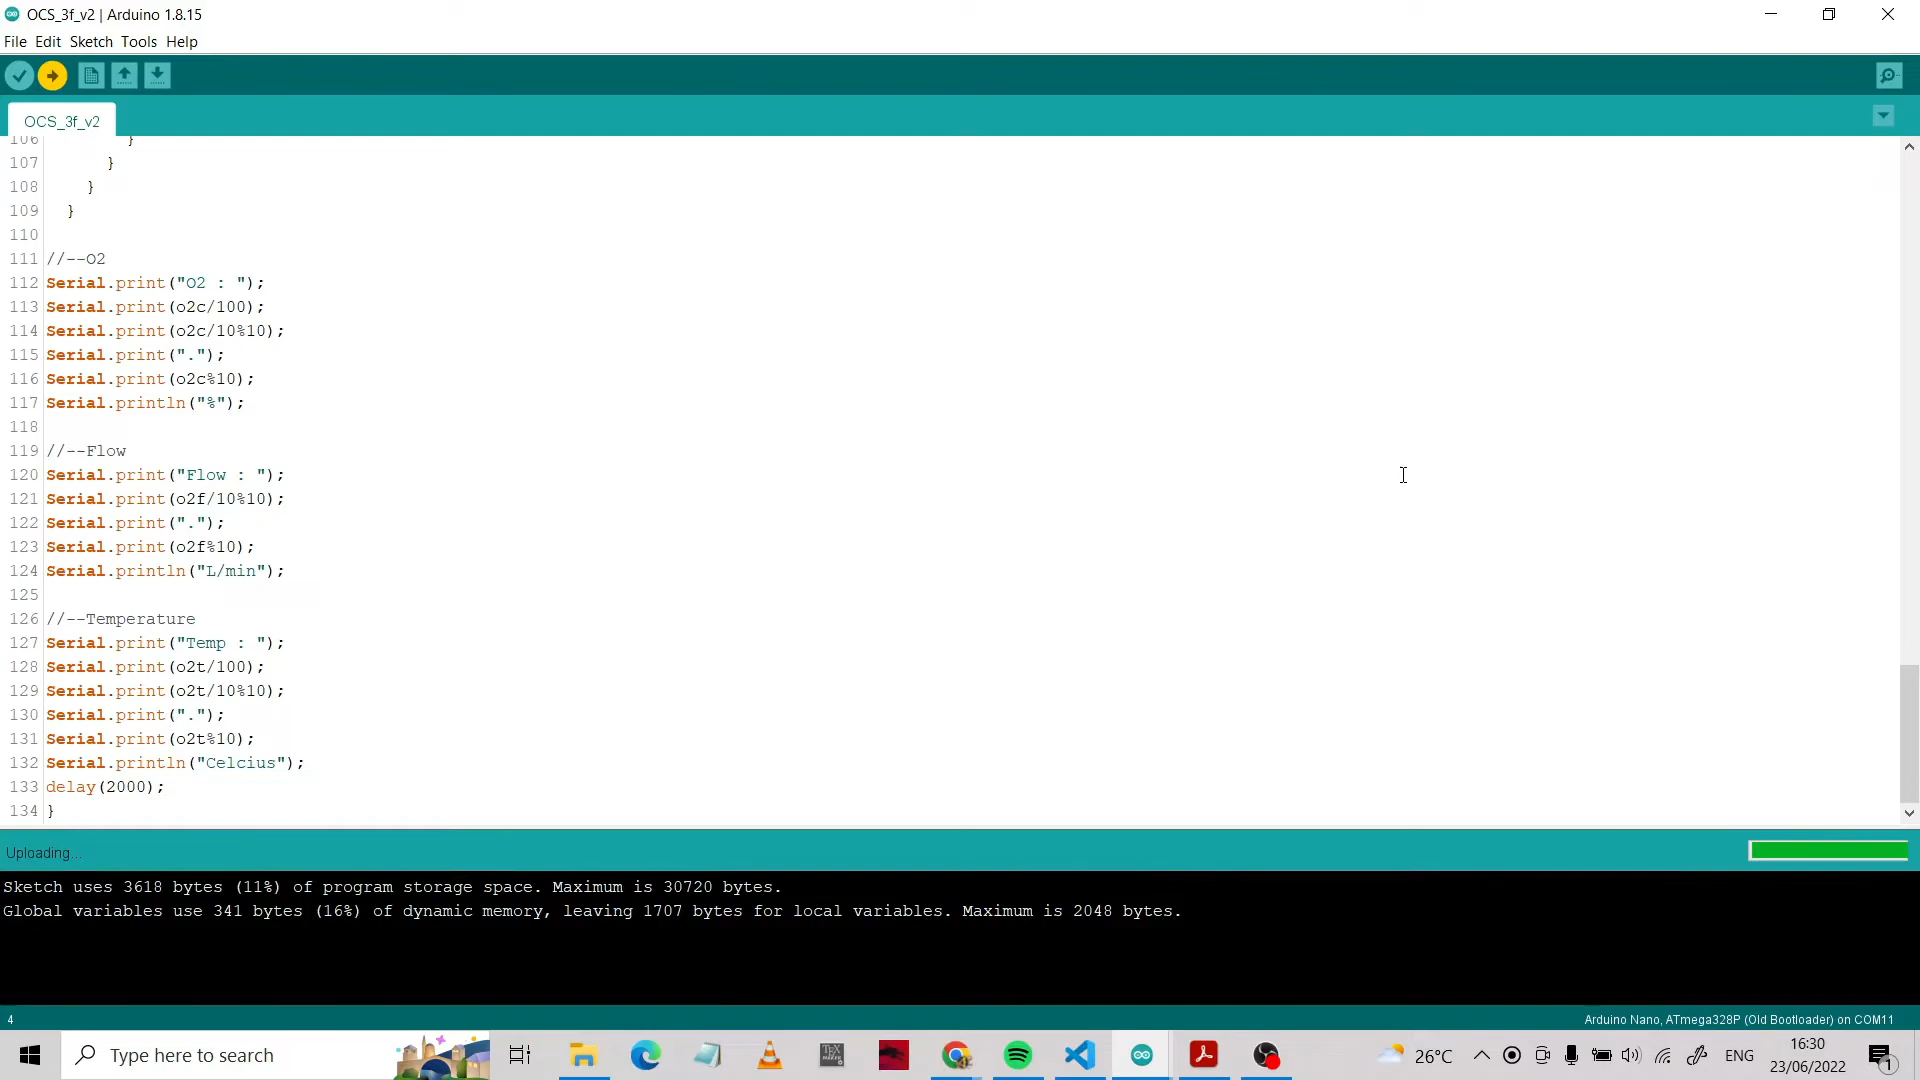 OCS_3f_v2 | Arduino 1.8.15
File Edit Sketch Tools Help
OCS_3f_v2
106 }
107 }
108 }
109 }
110
111 //--O2
112 Serial.print("O2 : ");
113 Serial.print(o2c/100);
114 Serial.print(o2c/10%10);
115 Serial.print(".");
116 Serial.print(o2c%10);
117 Serial.println("%");
118
119 //--Flow
120 Serial.print("Flow : ");
121 Serial.print(o2f/10%10);
122 Serial.print(".");
123 Serial.print(o2f%10);
124 Serial.println("L/min");
125
126 //--Temperature
127 Serial.print("Temp : ");
128 Serial.print(o2t/100);
129 Serial.print(o2t/10%10);
130 Serial.print(".");
131 Serial.print(o2t%10);
132 Serial.println("Celcius");
133 delay(2000);
134 }
Uploading...
Sketch uses 3618 bytes (11%) of program storage space. Maximum is 30720 bytes.
Global variables use 341 bytes (16%) of dynamic memory, leaving 1707 bytes for local variables. Maximum is 2048 bytes.
4
Arduino Nano, ATmega328P (Old Bootloader) on COM11
Type here to search
TEX
26°C
ENG
16:30
23/06/2022
1